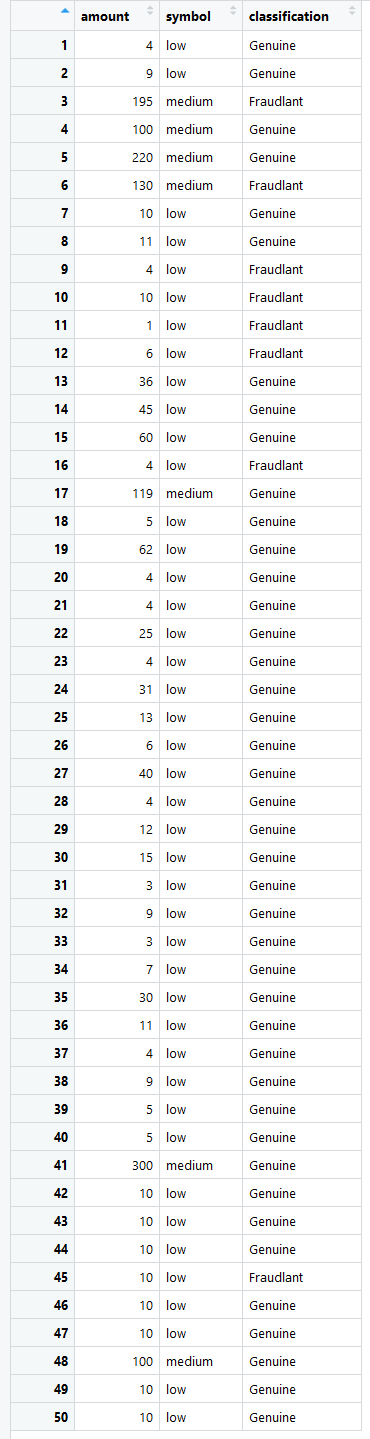 amount symbol classification
1 4 low Genuine
2 9 low Genuine
3 195 medium Fraudlant
4 100 medium Genuine
5 220 medium Genuine
6 130 medium Fraudlant
7 10 low Genuine
8 11 low Genuine
9 4 low Fraudlant
10 10 low Fraudlant
11 1 low Fraudlant
12 6 low Fraudlant
13 36 low Genuine
14 45 low Genuine
15 60 low Genuine
16 4 low Fraudlant
17 119 medium Genuine
18 5 low Genuine
19 62 low Genuine
20 4 low Genuine
21 4 low Genuine
22 25 low Genuine
23 4 low Genuine
24 31 low Genuine
25 13 low Genuine
26 6 low Genuine
27 40 low Genuine
28 4 low Genuine
29 12 low Genuine
30 15 low Genuine
31 3 low Genuine
32 9 low Genuine
33 3 low Genuine
34 7 low Genuine
35 30 low Genuine
36 11 low Genuine
37 4 low Genuine
38 9 low Genuine
39 5 low Genuine
40 5 low Genuine
41 300 medium Genuine
42 10 low Genuine
43 10 low Genuine
44 10 low Genuine
45 10 low Fraudlant
46 10 low Genuine
47 10 low Genuine
48 100 medium Genuine
49 10 low Genuine
50 10 low Genuine